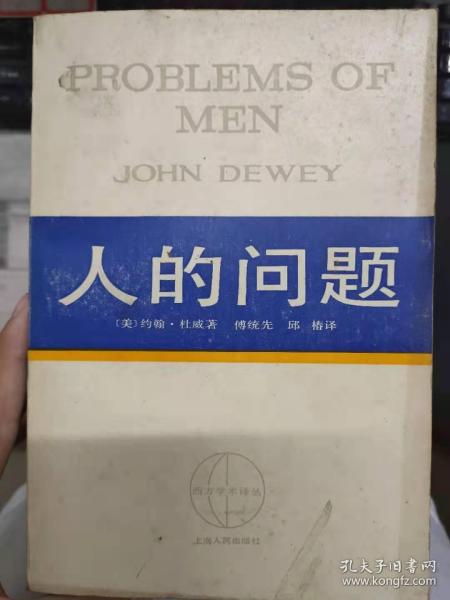 PROBLEMS OF
MEN
JOHN DEWEY
人的问题
〔美〕约翰·杜威著 傅统先 邱 椿译
西方学术译丛
上海人民出版社
孔夫子旧书网
www.kongfz.com